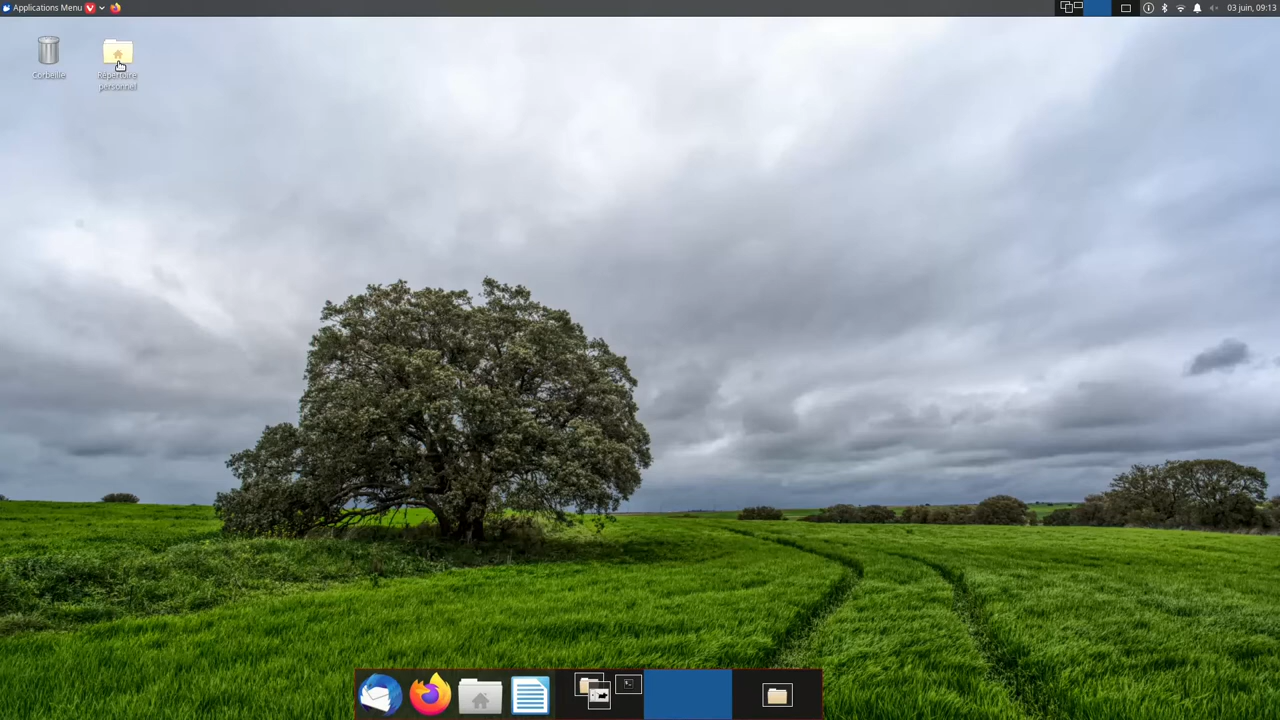 Applications Menu
03 juin, 09:13
Corbeille
Répertoire
personnel